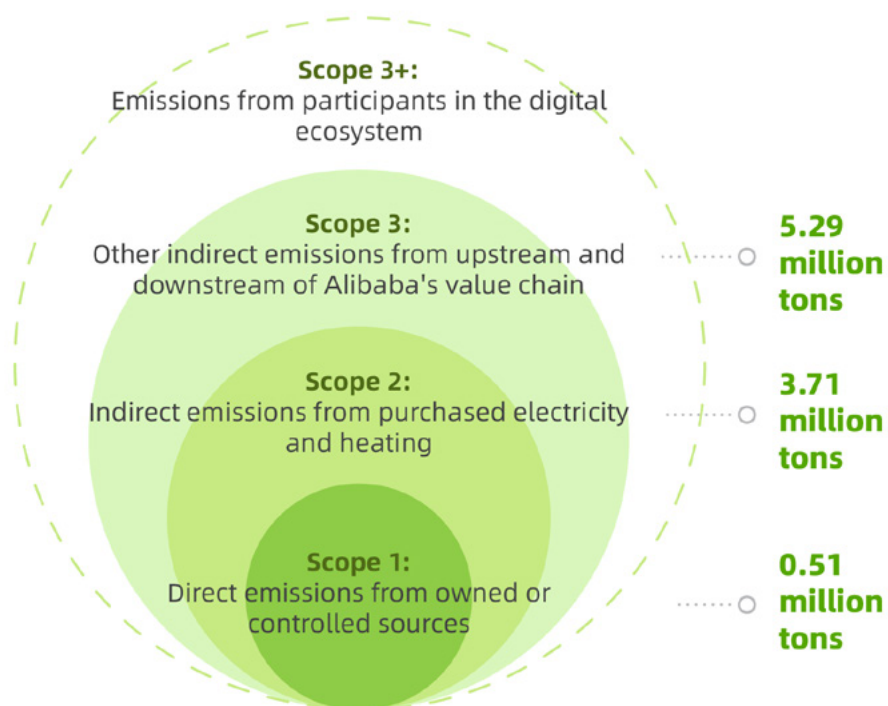 Scope 3+:
Emissions from participants in the digital
ecosystem
Scope 3:
Other indirect emissions from upstream and
downstream of Alibaba's value chain
5.29
million
tons
Scope 2:
Indirect emissions from purchased electricity
and heating
3.71
million
tons
Scope 1:
Direct emissions from owned or
controlled sources
0.51
million
tons